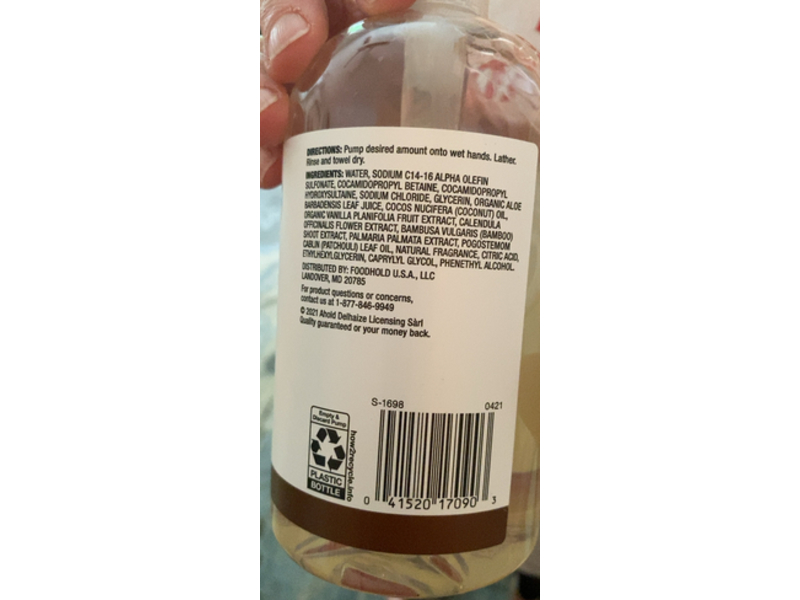 DIRECTIONS: Pump desired amount onto wet hands. Lather.
Rinse and towel dry.
INGREDIENTS: WATER, SODIUM C14-16 ALPHA OLEFIN
SULFONATE, COCAMIDOPROPYL BETAINE, COCAMIDOPROPYL
HYDROXYSULTAINE, SODIUM CHLORIDE, GLYCERIN, ORGANIC ALOE
BARBADENSIS LEAF JUICE, COCOS NUCIFERA (COCONUT) OIL,
ORGANIC VANILLA PLANIFOLIA FRUIT EXTRACT, CALENDULA
OFFICINALIS FLOWER EXTRACT, BAMBUSA VULGARIS (BAMBOO)
SHOOT EXTRACT, PALMARIA PALMATA EXTRACT, POGOSTEMOM
CABLIN (PATCHOULI) LEAF OIL, NATURAL FRAGRANCE, CITRIC ACID,
ETHYLHEXYLGLYCERIN, CAPRYLYL GLYCOL, PHENETHYL ALCOHOL.
DISTRIBUTED BY: FOODHOLD U.S.A., LLC
LANDOVER, MD 20785
For product questions or concerns,
contact us at 1-877-846-9949
© 2021 Ahold Delhaize Licensing Sàrl
Quality guaranteed or your money back.
S-1698 0421
Empty &
Discard Pump
PLASTIC
BOTTLE
how2recycle.info
0 41520 17090 3